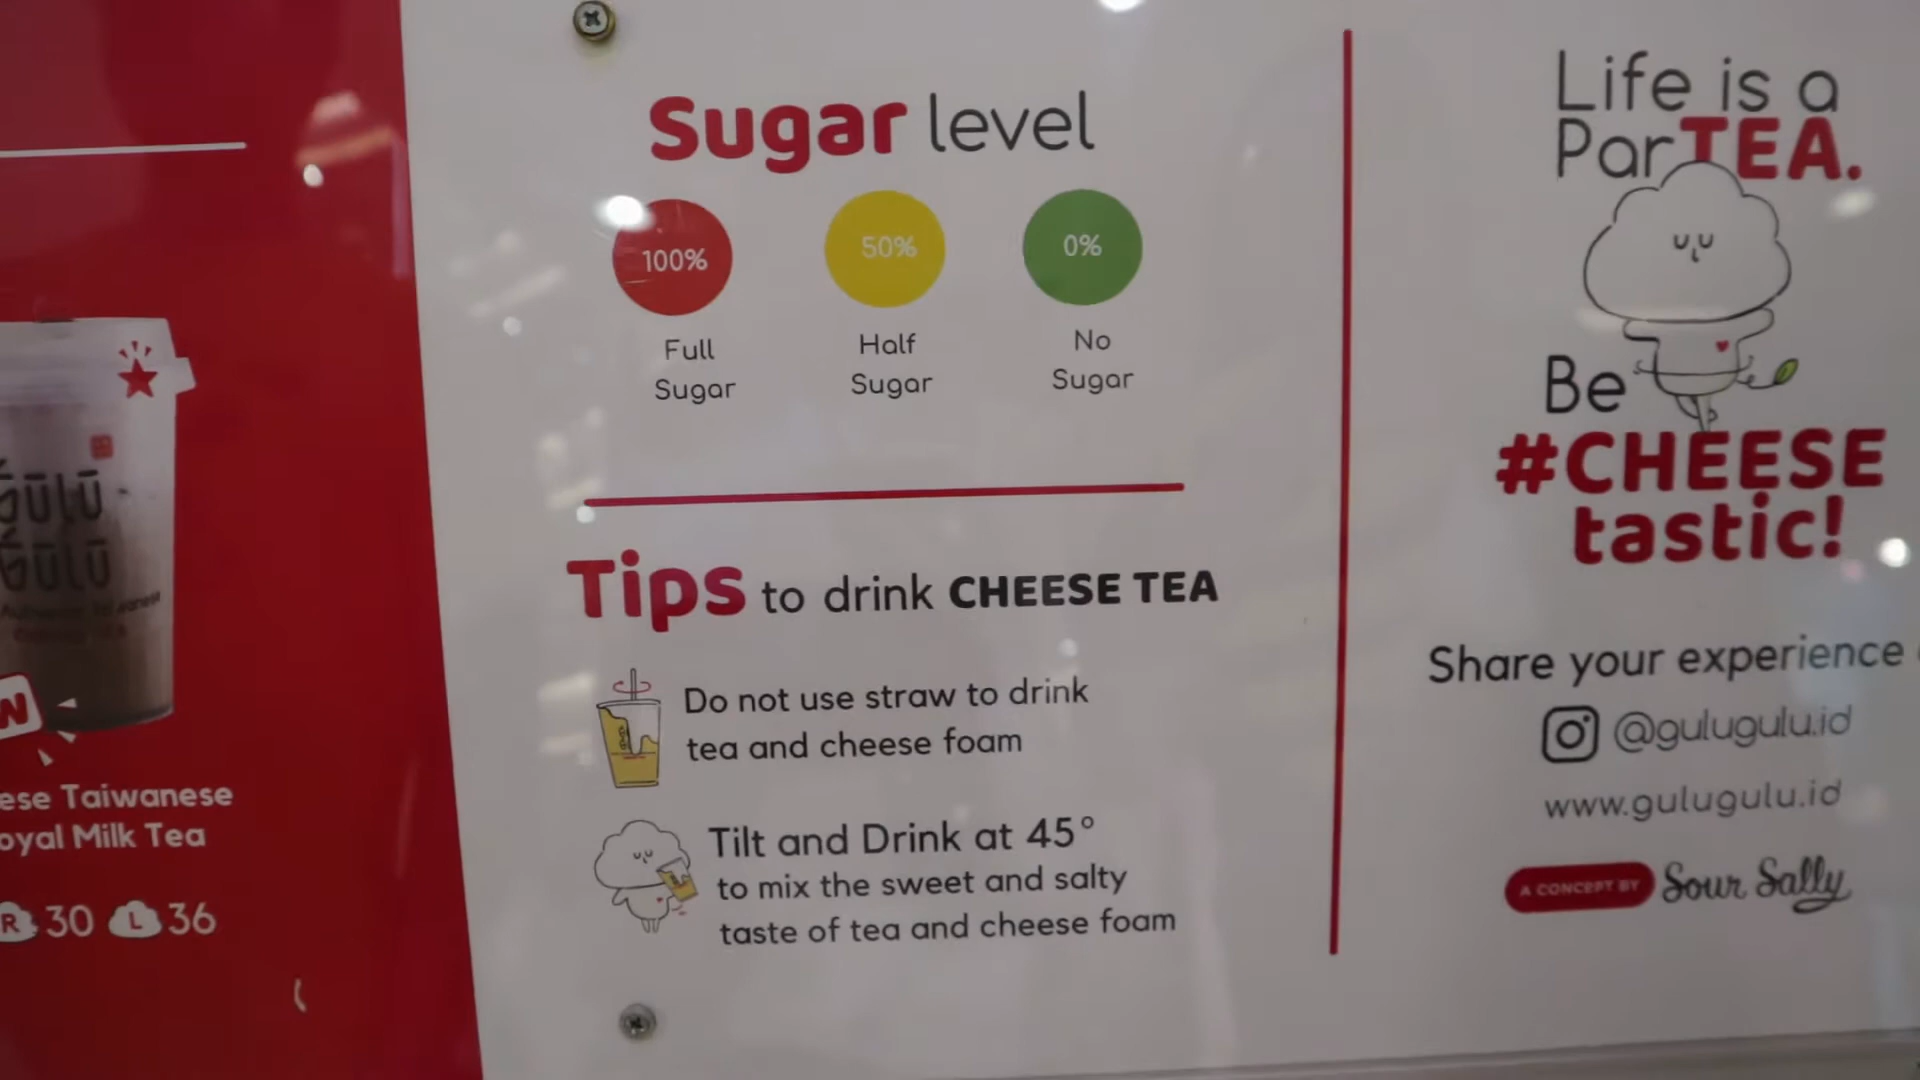 GŪLŪ
GŪLŪ
Taiwanese
Milk Tea
R 30 L 36
Sugar level
100% 50% 0%
Full Half No
Sugar Sugar Sugar
Tips to drink CHEESE TEA
Do not use straw to drink
tea and cheese foam
Tilt and Drink at 45°
to mix the sweet and salty
taste of tea and cheese foam
Life is a
ParTEA.
Be
#CHEESE
tastic!
Share your experience
@gulugulu.id
www.gulugulu.id
A CONCEPT BY Sour Sally